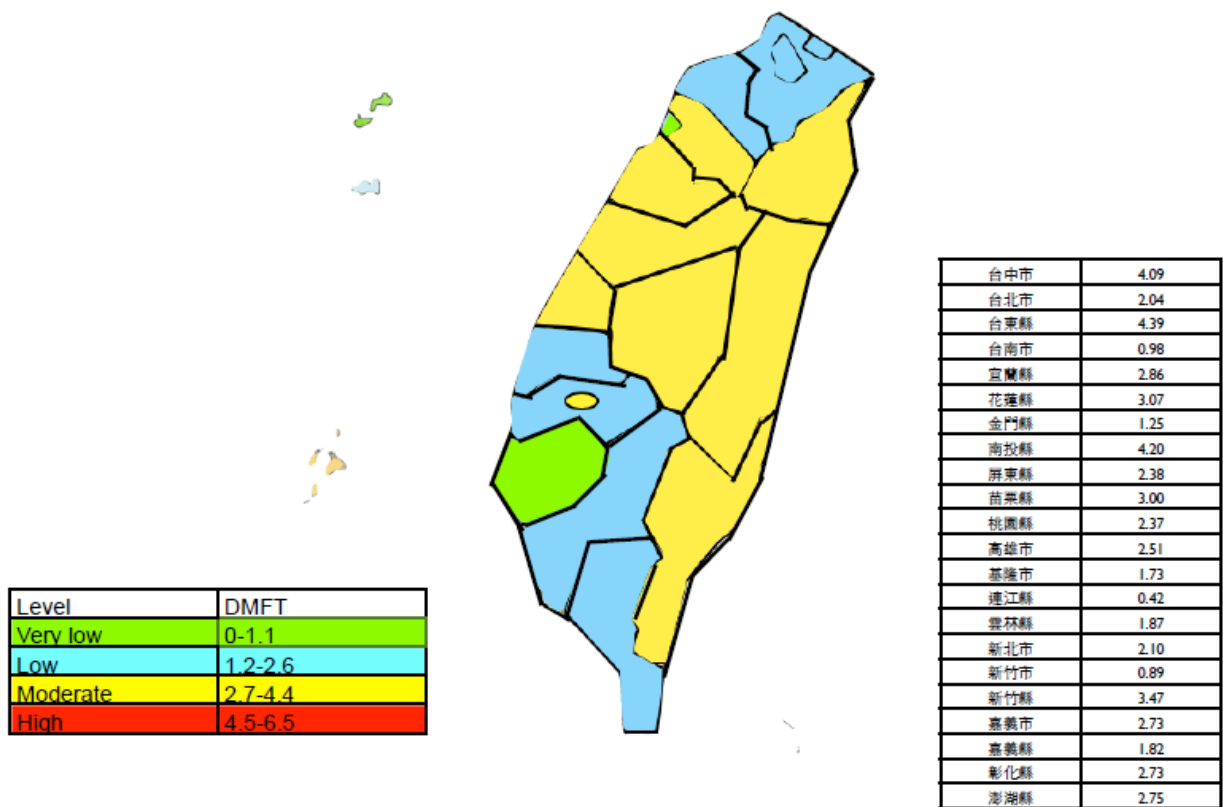 Level DMFT
Very low 0-1.1
Low 1.2-2.6
Moderate 2.7-4.4
High 4.5-6.5
台中市 4.09
台北市 2.04
台東縣 4.39
台南市 0.98
宜蘭縣 2.86
花蓮縣 3.07
金門縣 1.25
南投縣 4.20
屏東縣 2.38
苗栗縣 3.00
桃園縣 2.37
高雄市 2.51
基隆市 1.73
連江縣 0.42
雲林縣 1.87
新北市 2.10
新竹市 0.89
新竹縣 3.47
嘉義市 2.73
嘉義縣 1.82
彰化縣 2.73
澎湖縣 2.75